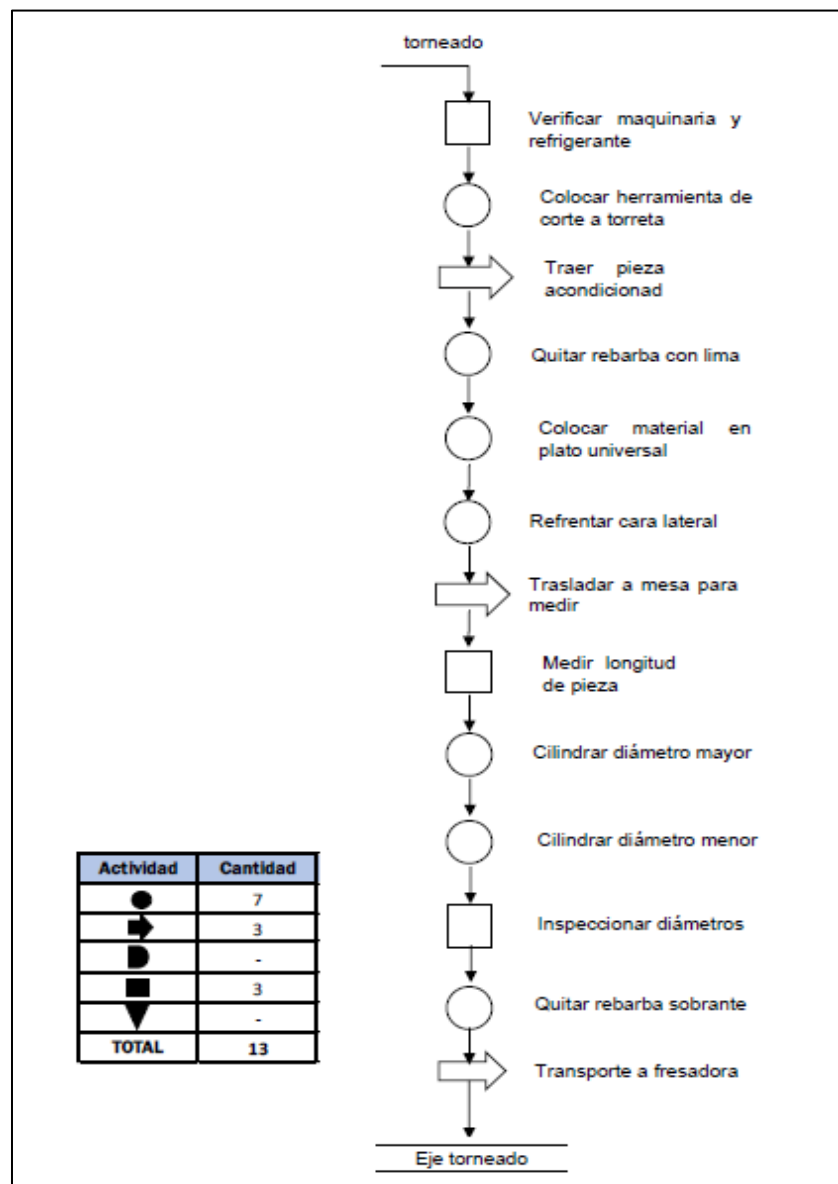 torneado
Verificar maquinaria y
refrigerante
Colocar herramienta de
corte a torreta
Traer pieza
acondicionad
Quitar rebarba con lima
Colocar material en
plato universal
Refrentar cara lateral
Trasladar a mesa para
medir
Medir longitud
de pieza
Cilindrar diámetro mayor
Cilindrar diámetro menor
Inspeccionar diámetros
Quitar rebarba sobrante
Transporte a fresadora
Eje torneado
Actividad Cantidad
7
3
-
3
-
TOTAL 13